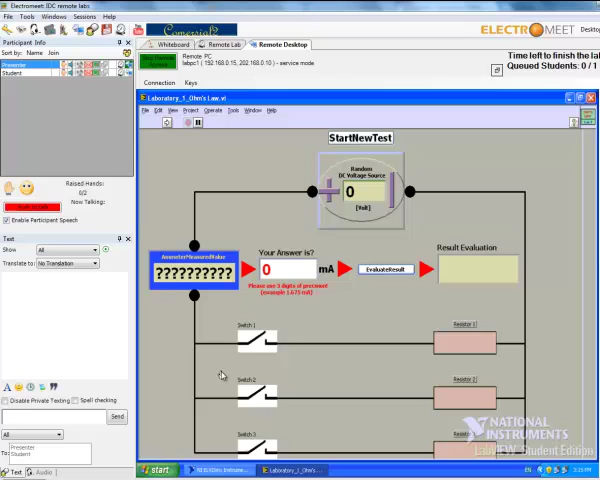 Electromeet: IDC remote labs
File Tools Windows Sessions Help
Comersial2
ELECTROMEET
Participant Info
Sort by: Name Join
Presenter
Student
Whiteboard Remote Lab Remote Desktop
Remote PC
labpc1 ( 192.168.0.15, 202.168.0.10 ) - service mode
Time left to finish the la
Queued Students: 0 / 1
Connection Keys
Laboratory_1_Ohm's Law.vi
File Edit View Project Operate Tools Window Help
StartNewTest
Random
DC Voltage Source
0
[Volt]
Raised Hands:
0/2
Now Talking:
Enable Participant Speech
Text
Show All
Translate to: No Translation
AmmeterMeasuredValue
??????????
Your Answer is?
0
mA
Please use 3 digits of precment
(example 1.675 mA)
EvaluateResult
Result Evaluation
Switch 1
Resistor 1
Switch 2
Resistor 2
Switch 3
NATIONAL
INSTRUMENTS
LabVIEW Student Edition
Disable Private Texting Spell checking
Send
All
To:
Presenter
Student
Text Audio
start
Laboratory_1_Ohm's L...
EN
5:15 PM